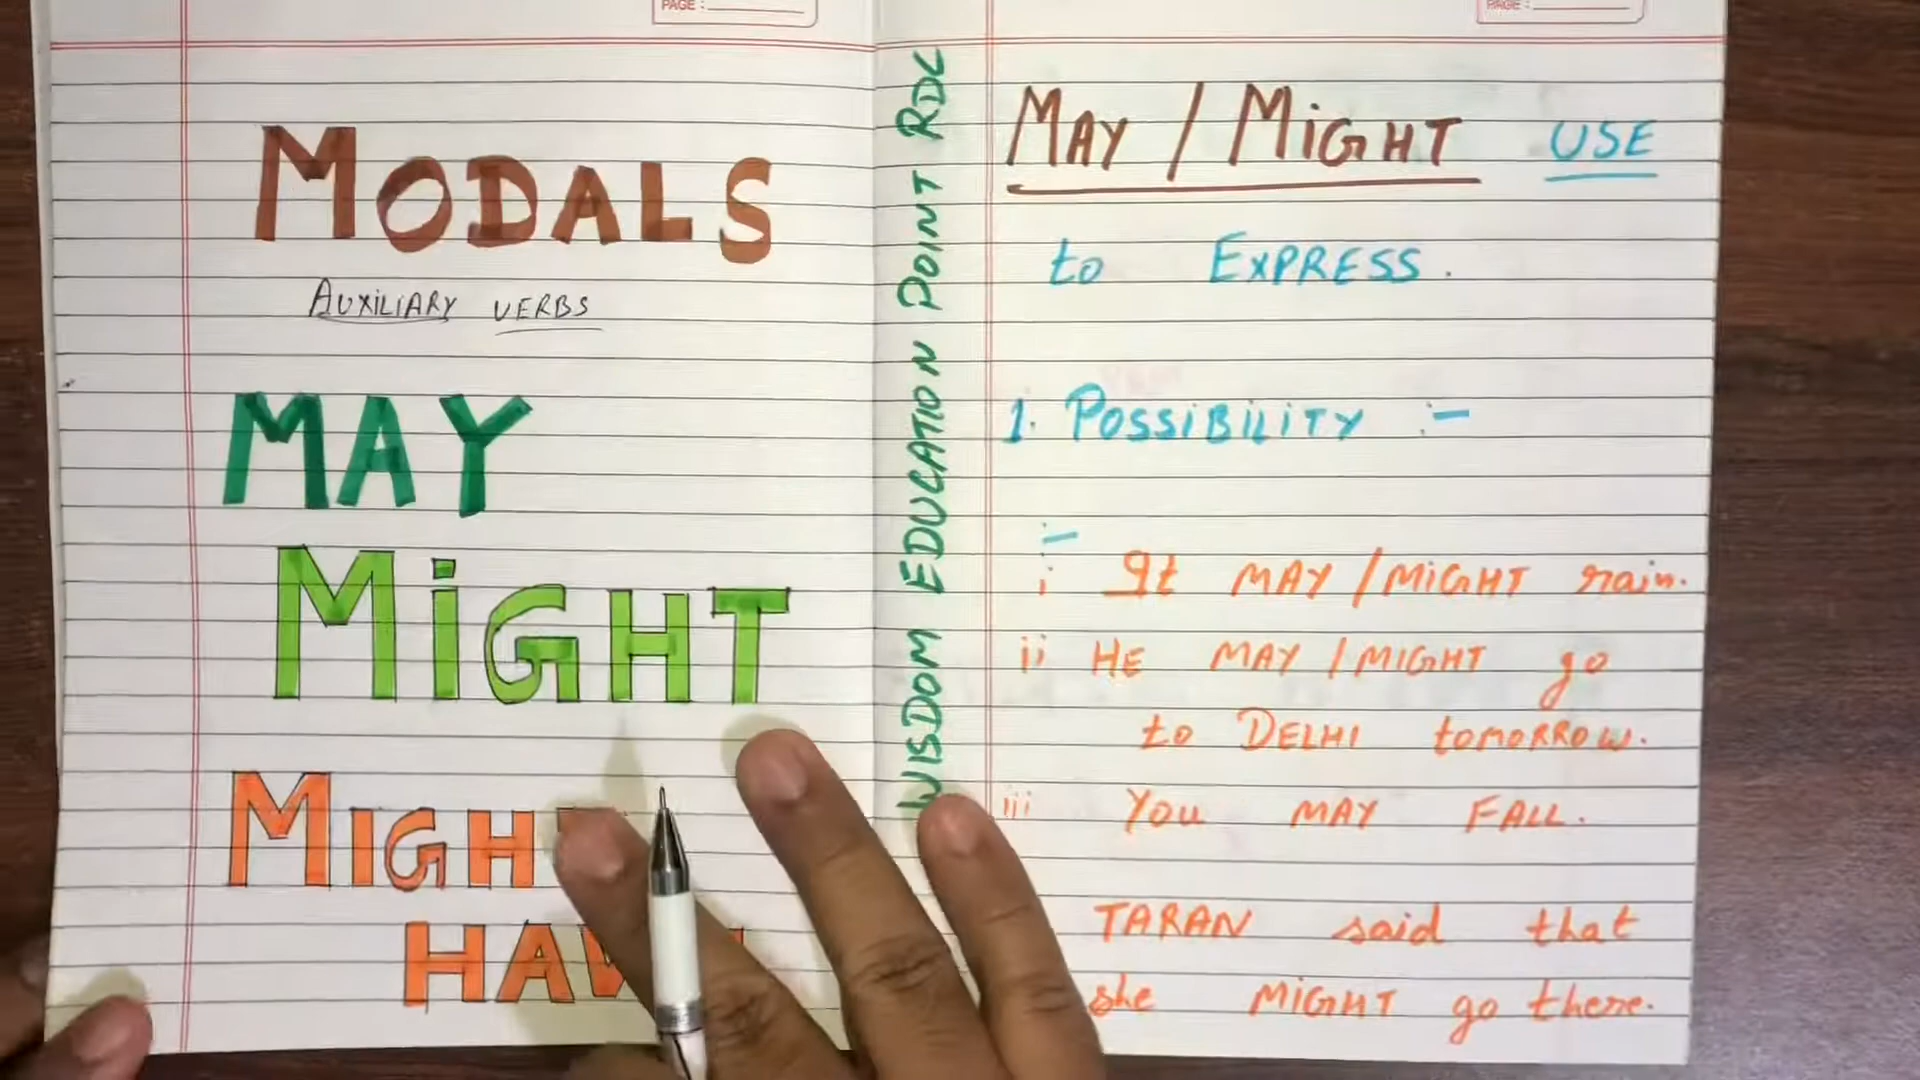 PAGE :
MODALS
AUXILIARY VERBS
MAY
MiGHT
WISDOM EDUCATION POINT RDC
PAGE :
MAY / MiGHT USE
to EXPRESS .
1. POSSiBiLiTY :-
i It MAY / MiGHT rain.
ii HE MAY / MIGHT go
to DELHI tomorrow.
iii You MAY FALL.
TARAN said that
she MiGHT go there.